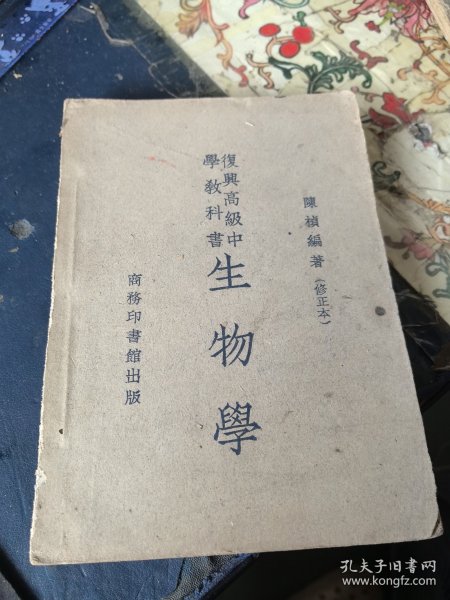 陳楨編著（修正本）
復興高級中
學教科書
生物學
商務印書館出版
孔夫子旧书网
www.kongfz.com